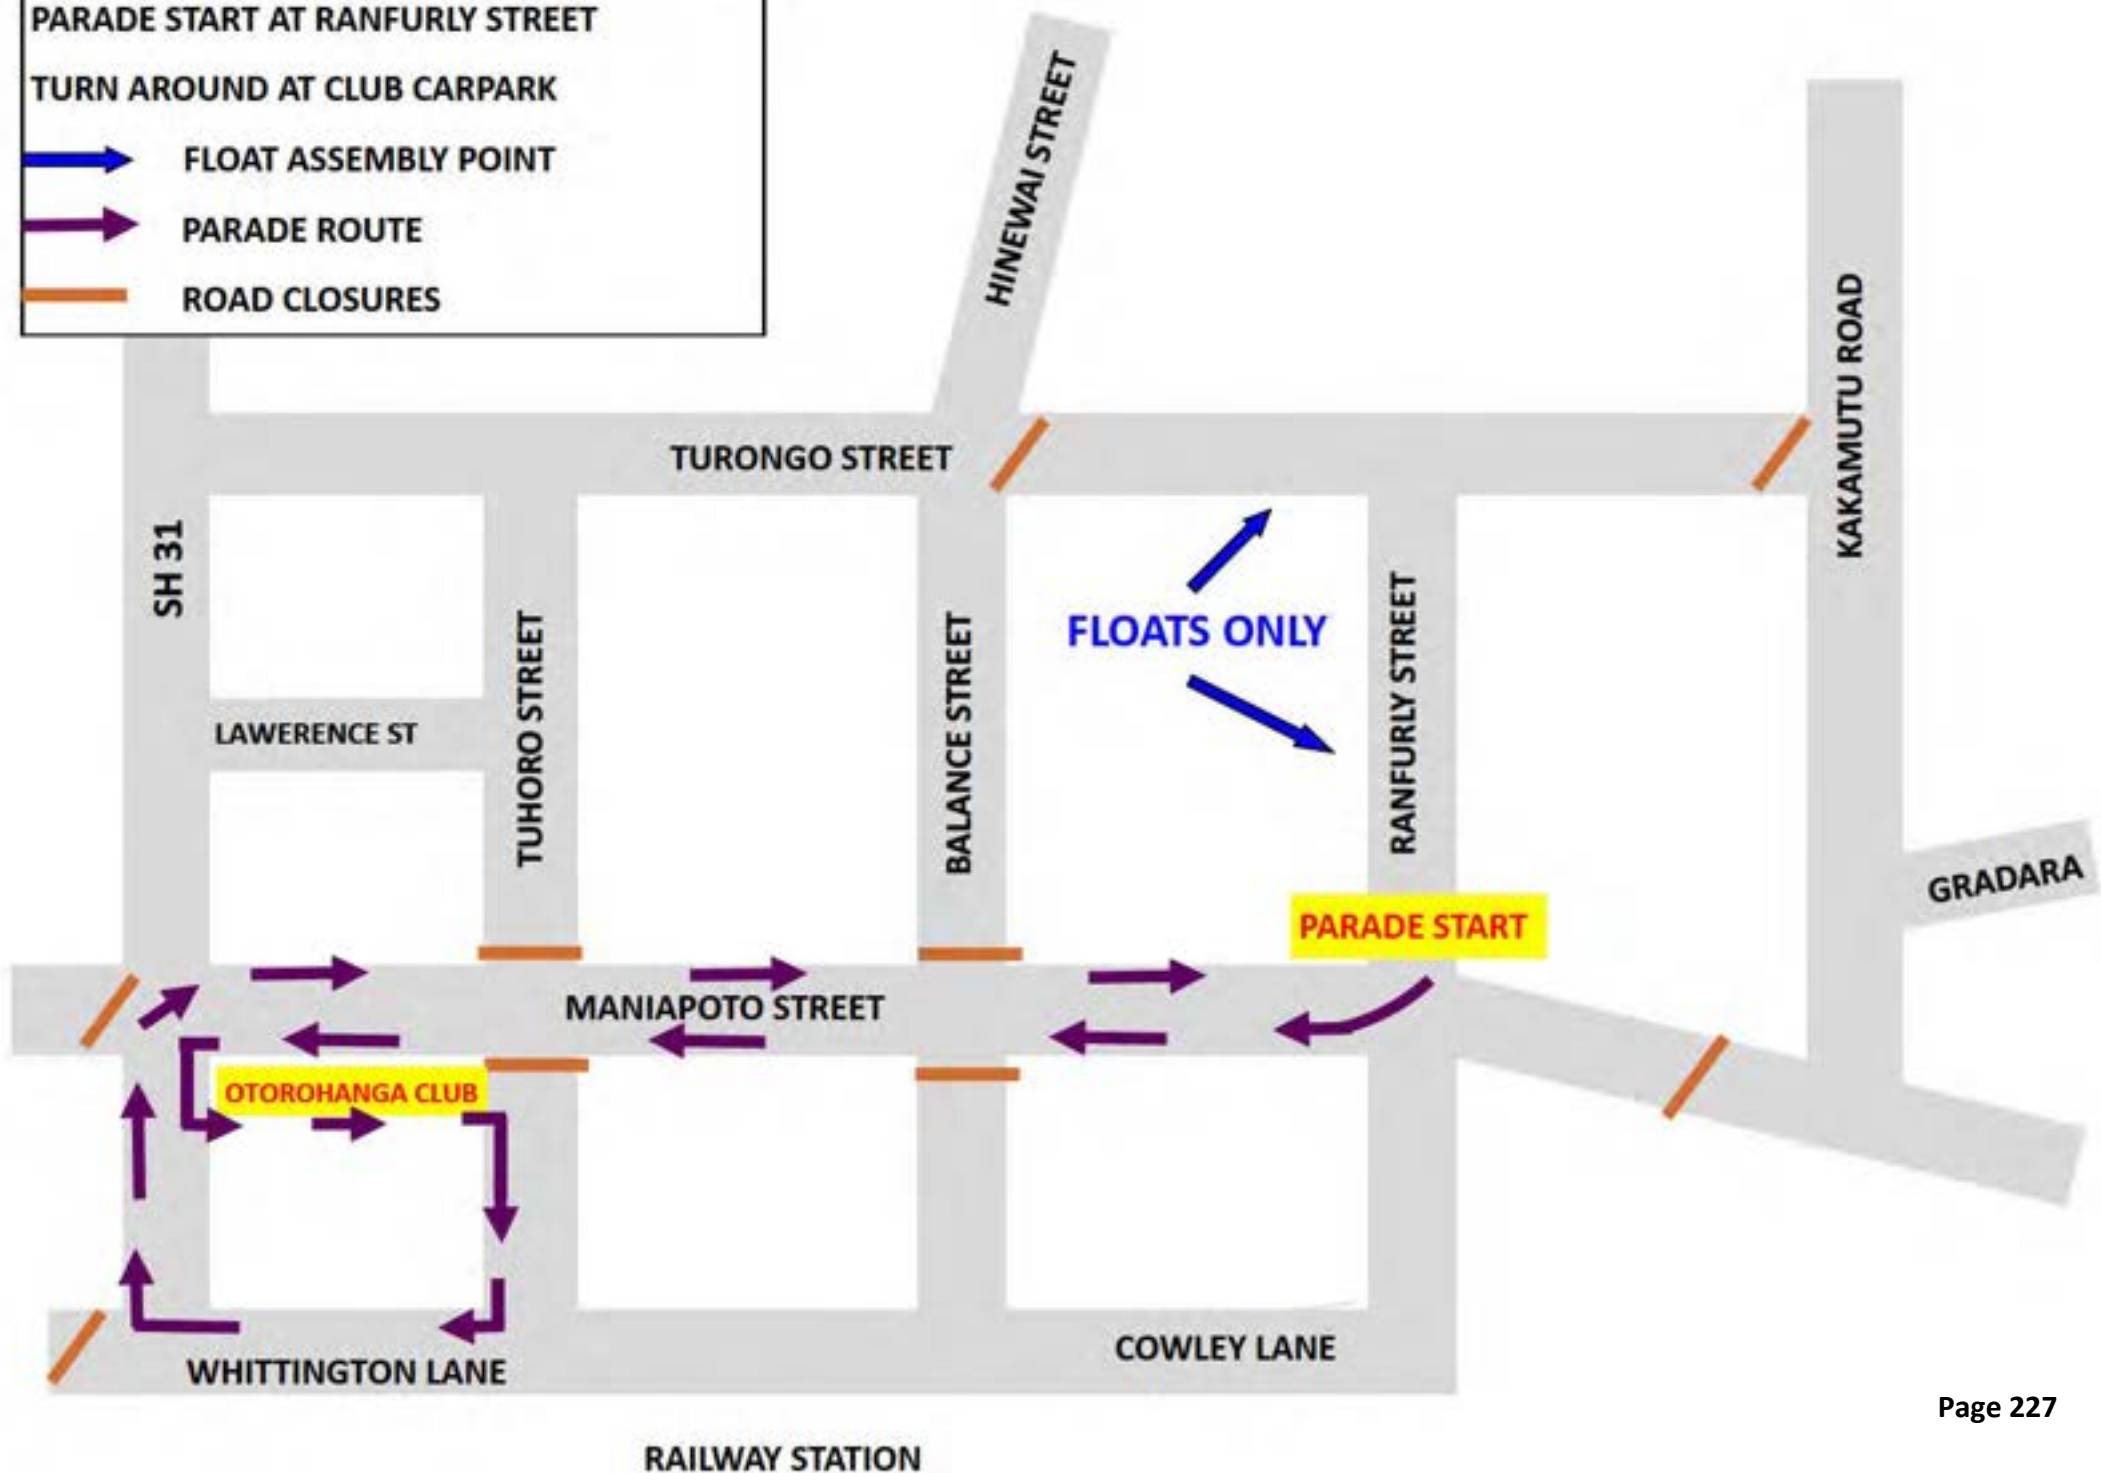 PARADE START AT RANFURLY STREET
TURN AROUND AT CLUB CARPARK
FLOAT ASSEMBLY POINT
PARADE ROUTE
ROAD CLOSURES
HINEWAI STREET
KAKAMUTU ROAD
TURONGO STREET
SH 31
FLOATS ONLY
LAWERENCE ST
TUHORO STREET
BALANCE STREET
RANFURLY STREET
GRADARA
PARADE START
MANIAPOTO STREET
OTOROHANGA CLUB
COWLEY LANE
WHITTINGTON LANE
Page 227
RAILWAY STATION